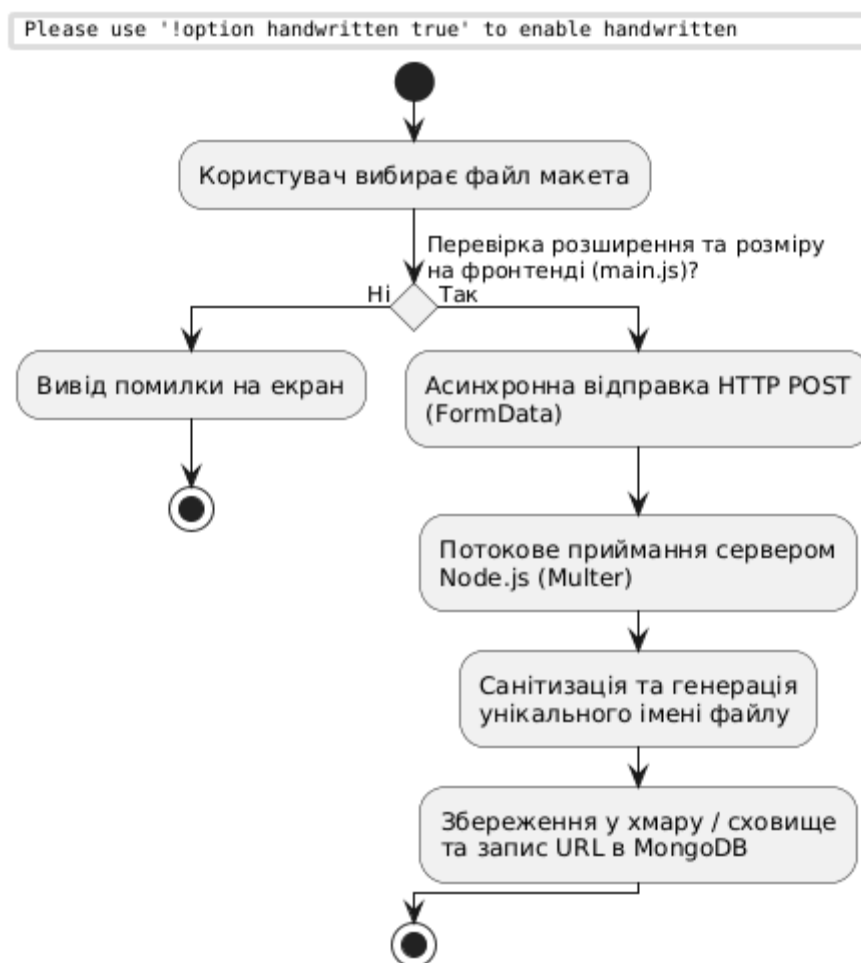 Please use '!option handwritten true' to enable handwritten
Користувач вибирає файл макета
Перевірка розширення та розміру
на фронтенді (main.js)?
Ні
Так
Вивід помилки на екран
Асинхронна відправка HTTP POST
(FormData)
Потокове приймання сервером
Node.js (Multer)
Санітизація та генерація
унікального імені файлу
Збереження у хмару / сховище
та запис URL в MongoDB